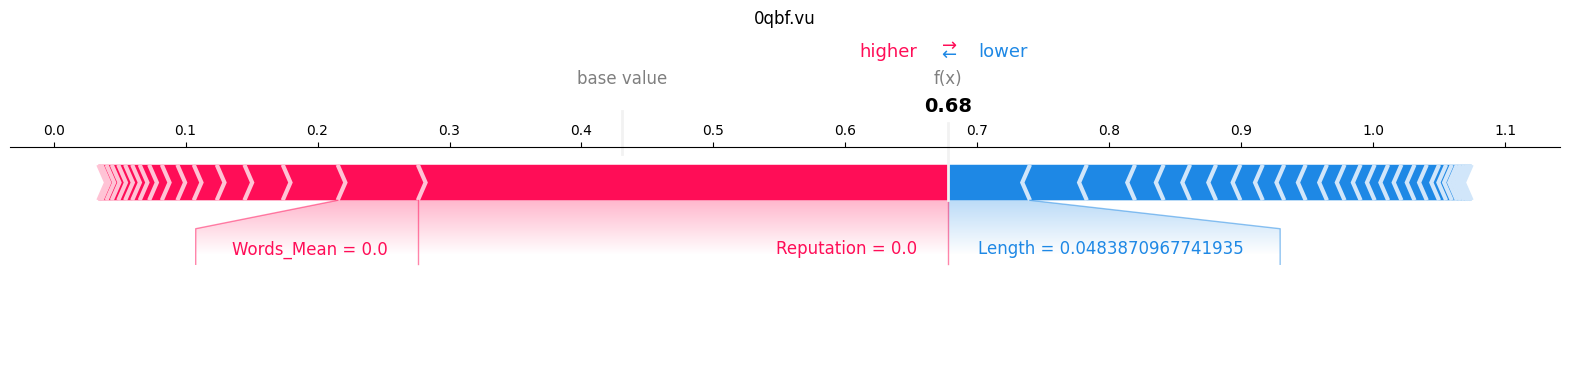 0qbf.vu
higher ⇄ lower
base value f(x)
0.68
0.0 0.1 0.2 0.3 0.4 0.5 0.6 0.7 0.8 0.9 1.0 1.1
Words_Mean = 0.0 Reputation = 0.0 Length = 0.0483870967741935